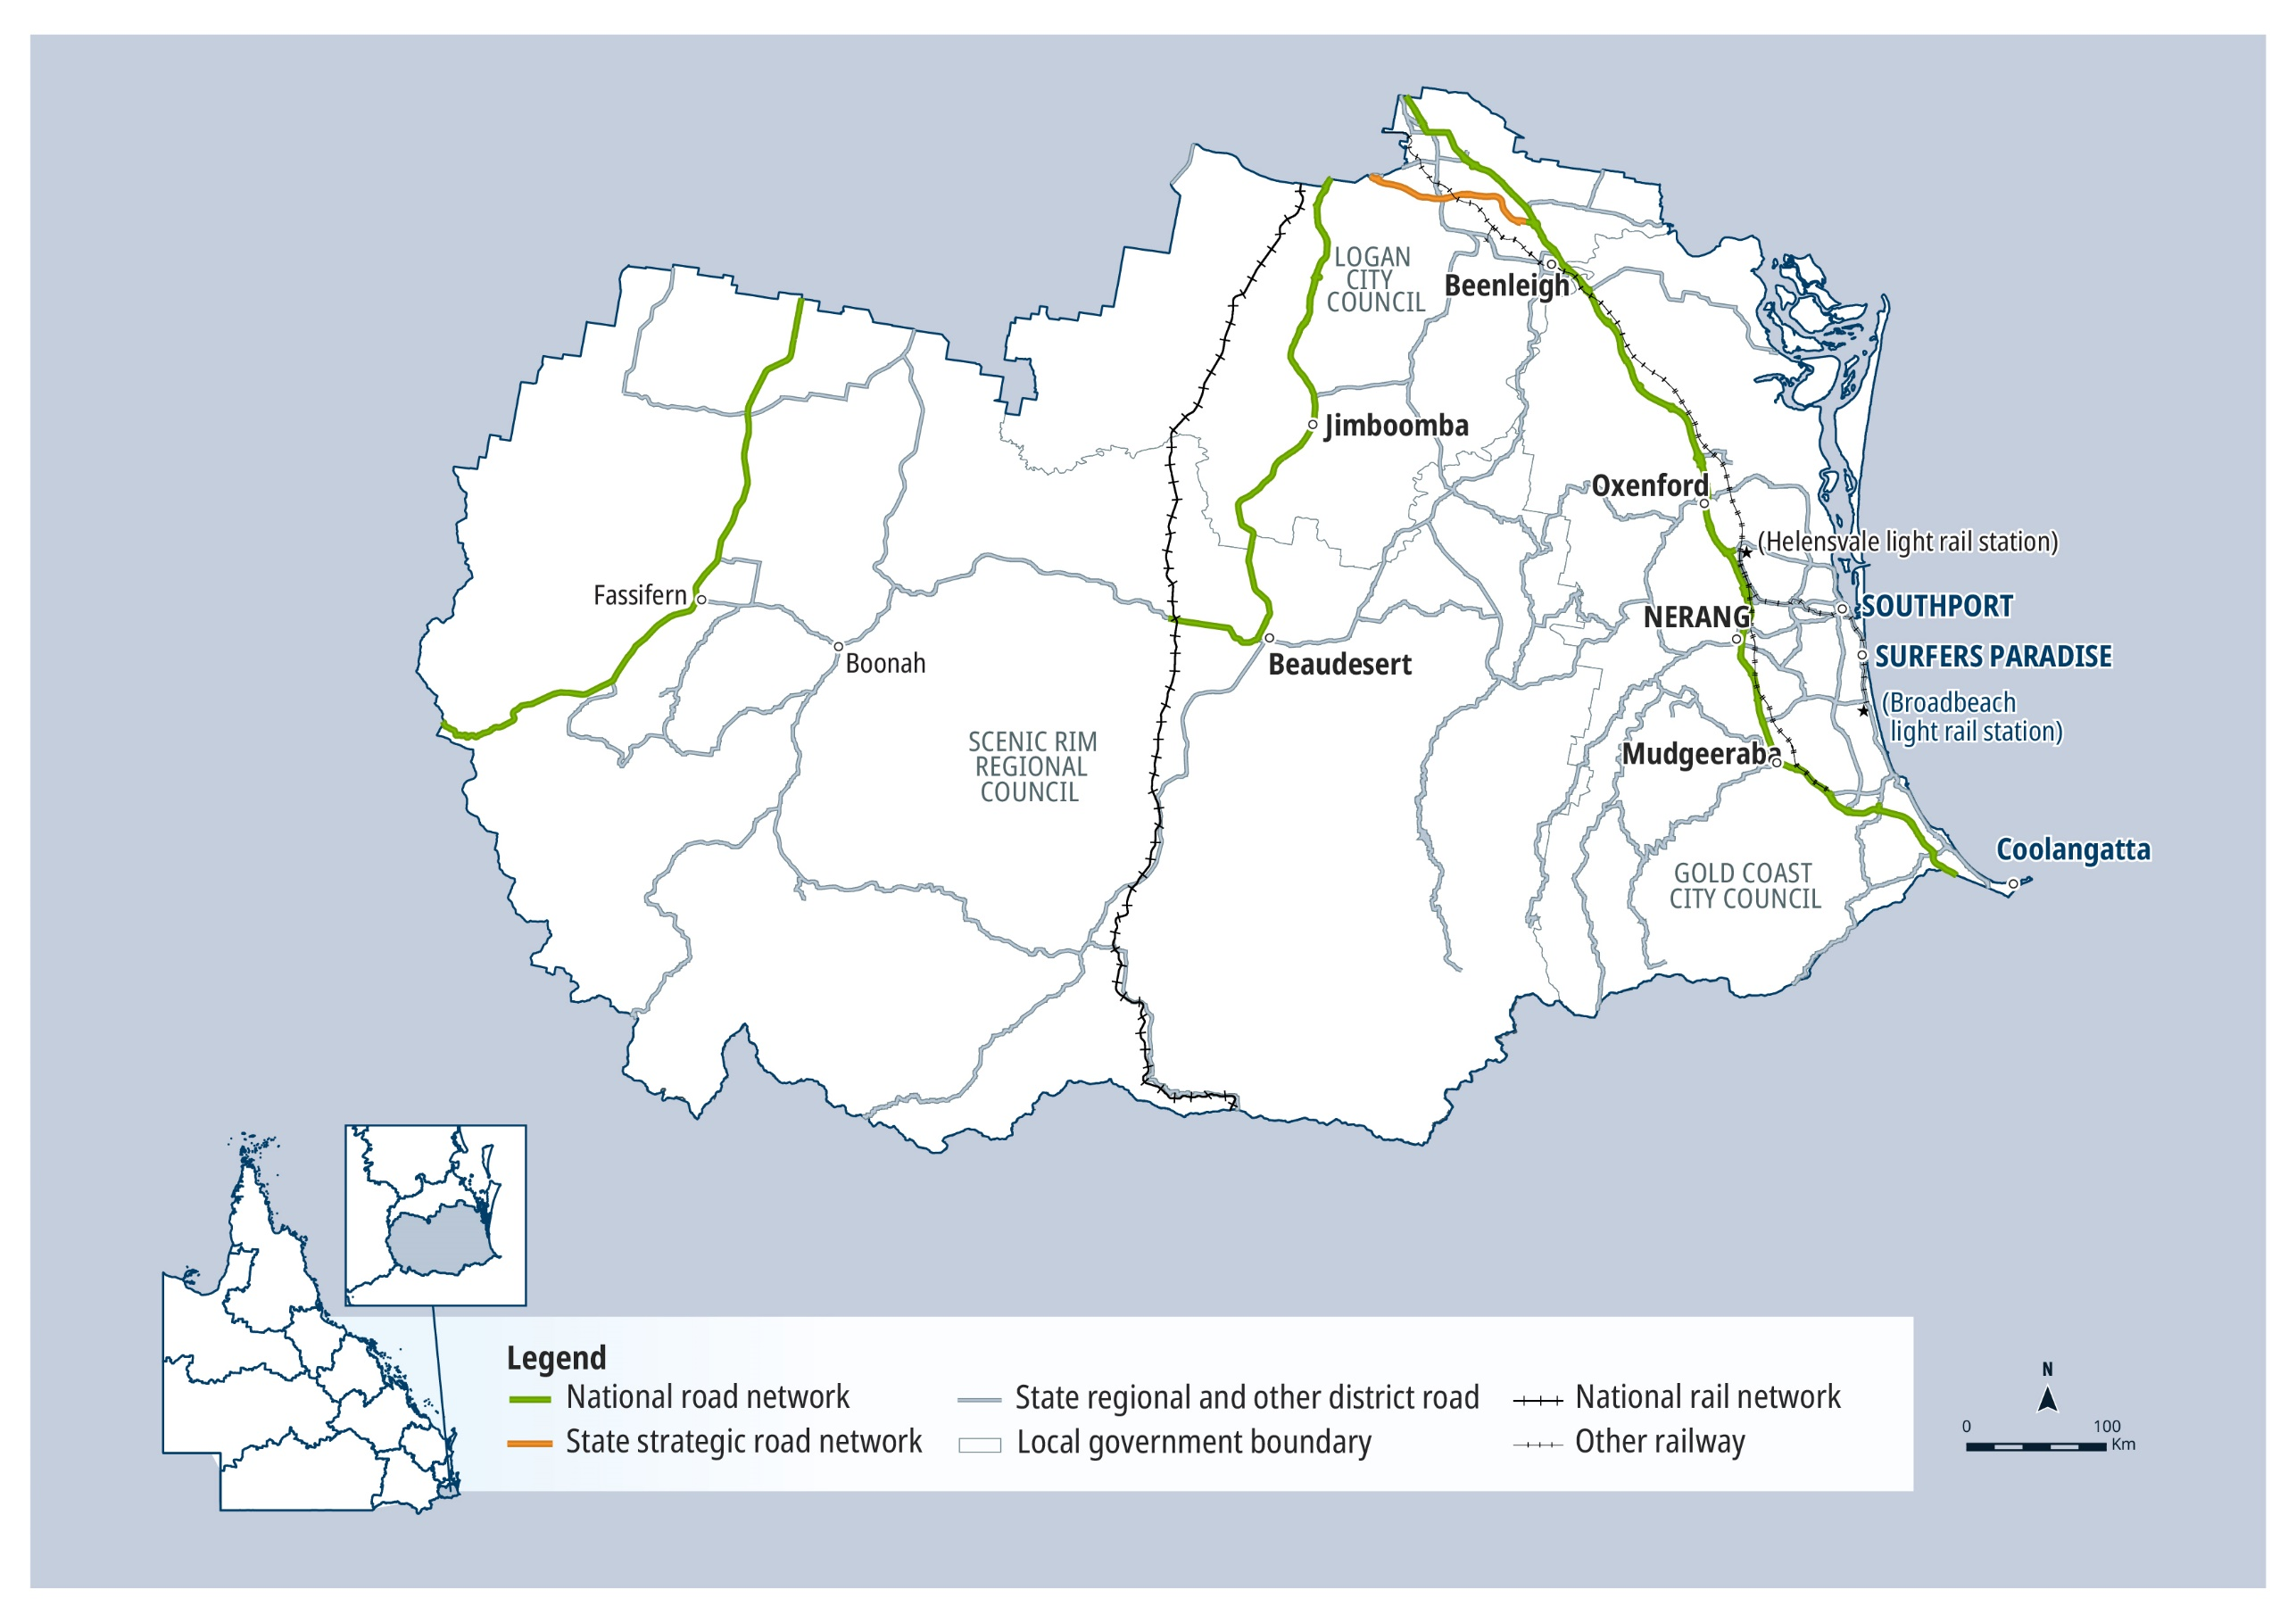 LOGAN
CITY
COUNCIL
Beenleigh
Jimboomba
Oxenford
(Helensvale light rail station)
Fassifern
SOUTHPORT
NERANG
Boonah
Beaudesert
SURFERS PARADISE
(Broadbeach
light rail station)
SCENIC RIM
REGIONAL
COUNCIL
Mudgeeraba
Coolangatta
GOLD COAST
CITY COUNCIL
Legend
National road network
State strategic road network
State regional and other district road
Local government boundary
National rail network
Other railway
N
0 100
Km